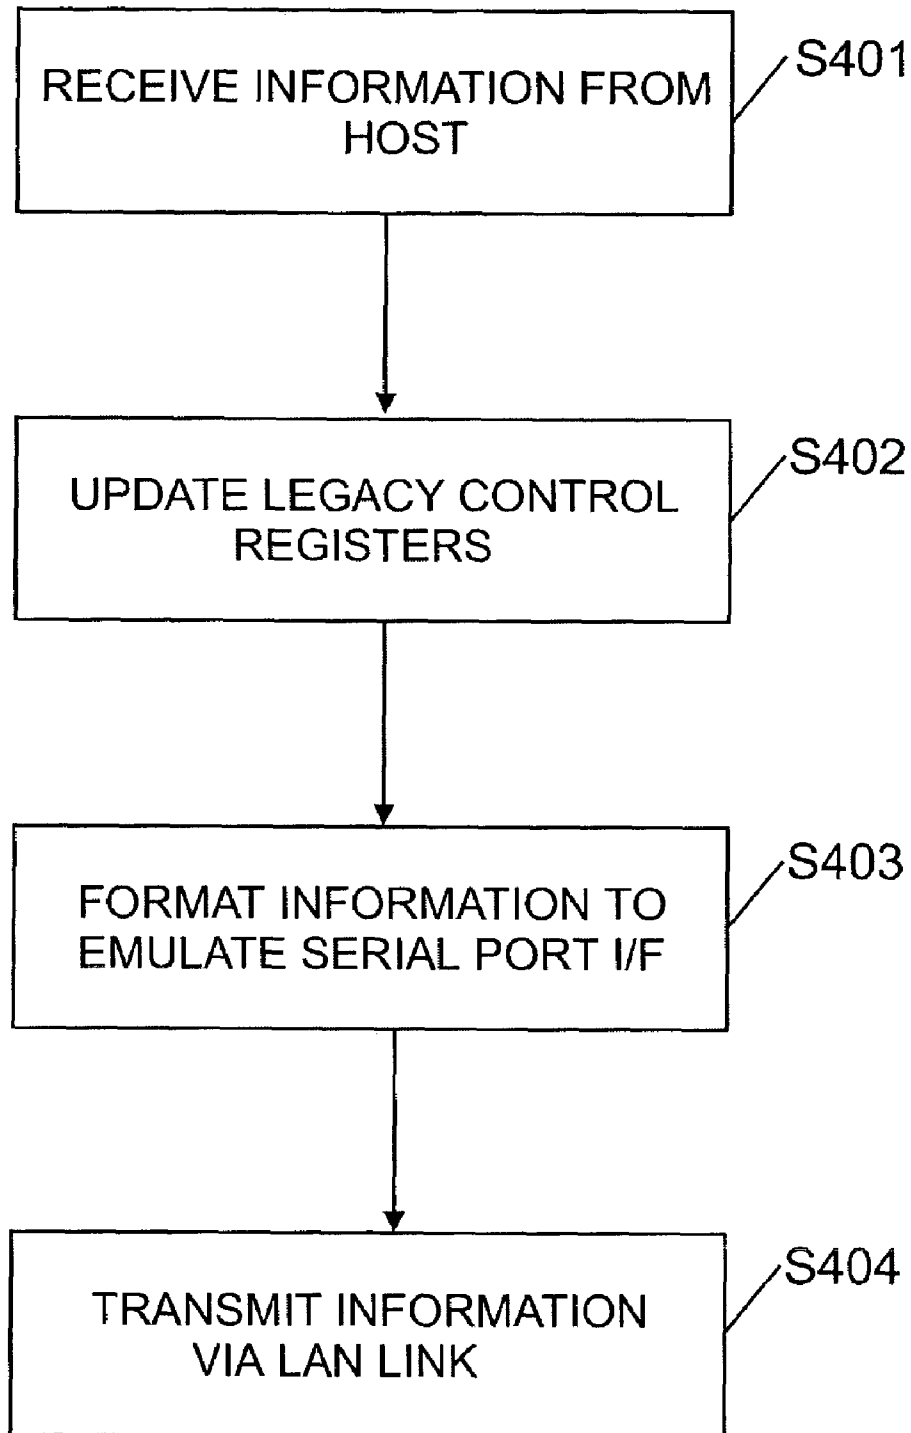 RECEIVE INFORMATION FROM
HOST
S401
UPDATE LEGACY CONTROL
REGISTERS
S402
FORMAT INFORMATION TO
EMULATE SERIAL PORT I/F
S403
TRANSMIT INFORMATION
VIA LAN LINK
S404